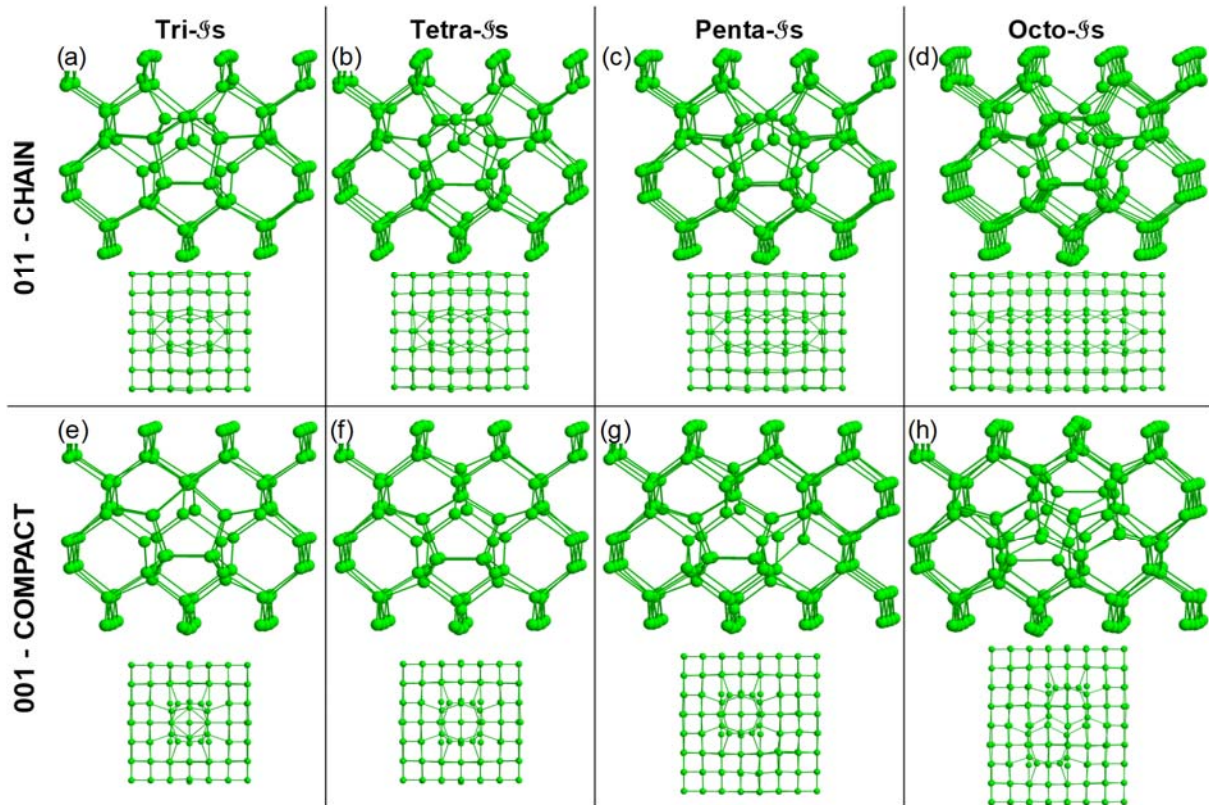 Tri-ℐs
Tetra-ℐs
Penta-ℐs
Octo-ℐs
(a)
(b)
(c)
(d)
011 - CHAIN
(e)
(f)
(g)
(h)
001 - COMPACT